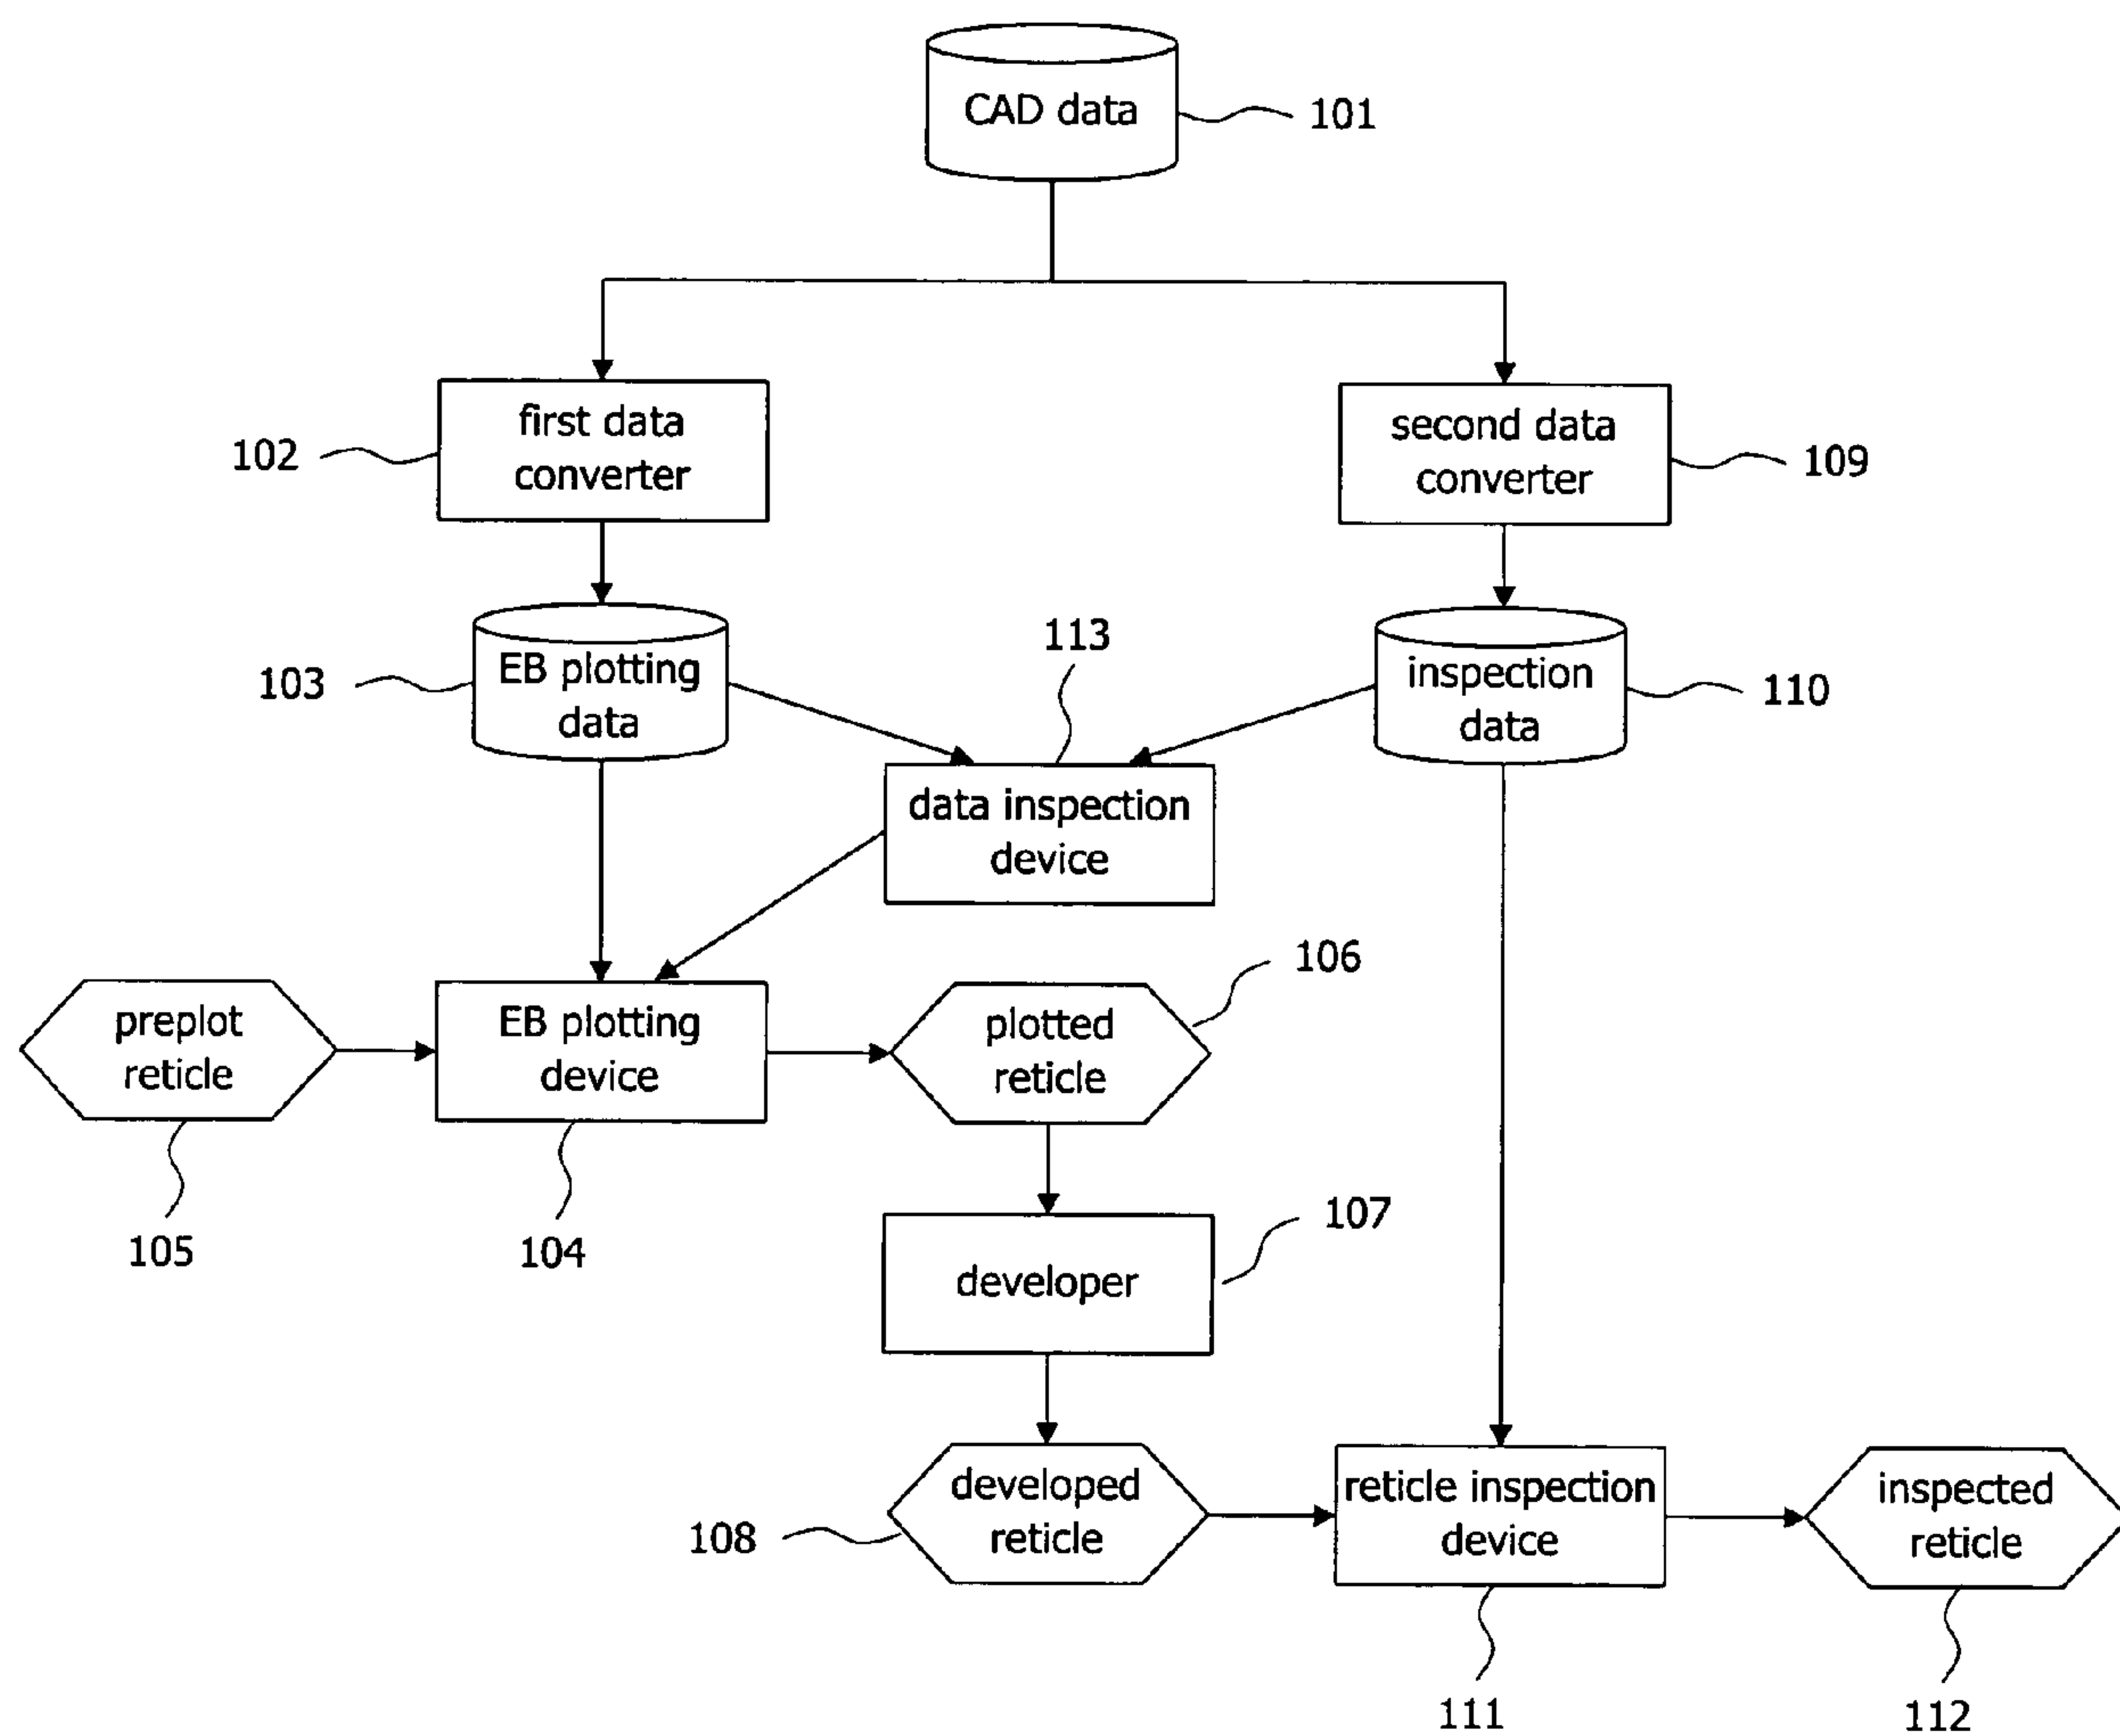 CAD data
101
first data
converter
102
second data
converter
109
EB plotting
data
103
113
inspection
data
110
data inspection
device
106
preplot
reticle
EB plotting
device
plotted
reticle
105
104
107
developer
developed
reticle
108
reticle inspection
device
inspected
reticle
111
112